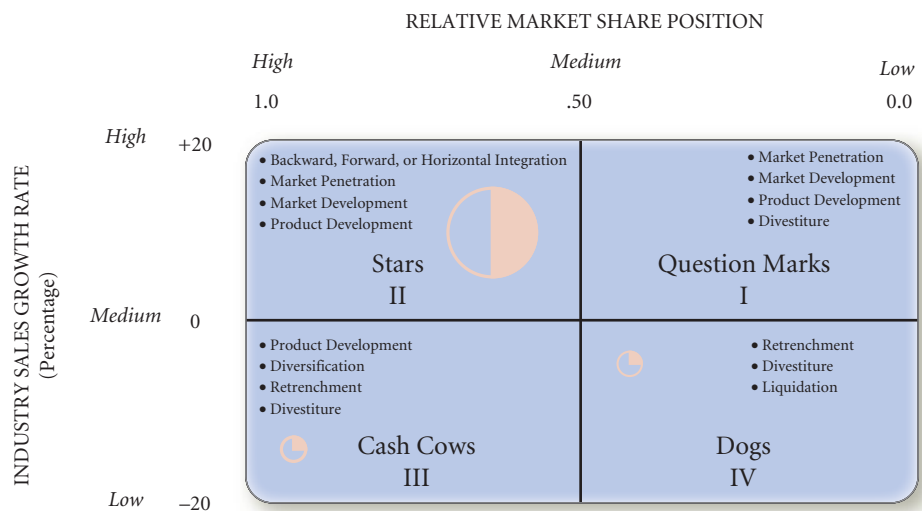 RELATIVE MARKET SHARE POSITION
High
Medium
Low
1.0
.50
0.0
INDUSTRY SALES GROWTH RATE
(Percentage)
High
+20
Medium
0
Low
–20
• Backward, Forward, or Horizontal Integration
• Market Penetration
• Market Development
• Product Development
Stars
II
• Market Penetration
• Market Development
• Product Development
• Divestiture
Question Marks
I
• Product Development
• Diversification
• Retrenchment
• Divestiture
Cash Cows
III
• Retrenchment
• Divestiture
• Liquidation
Dogs
IV